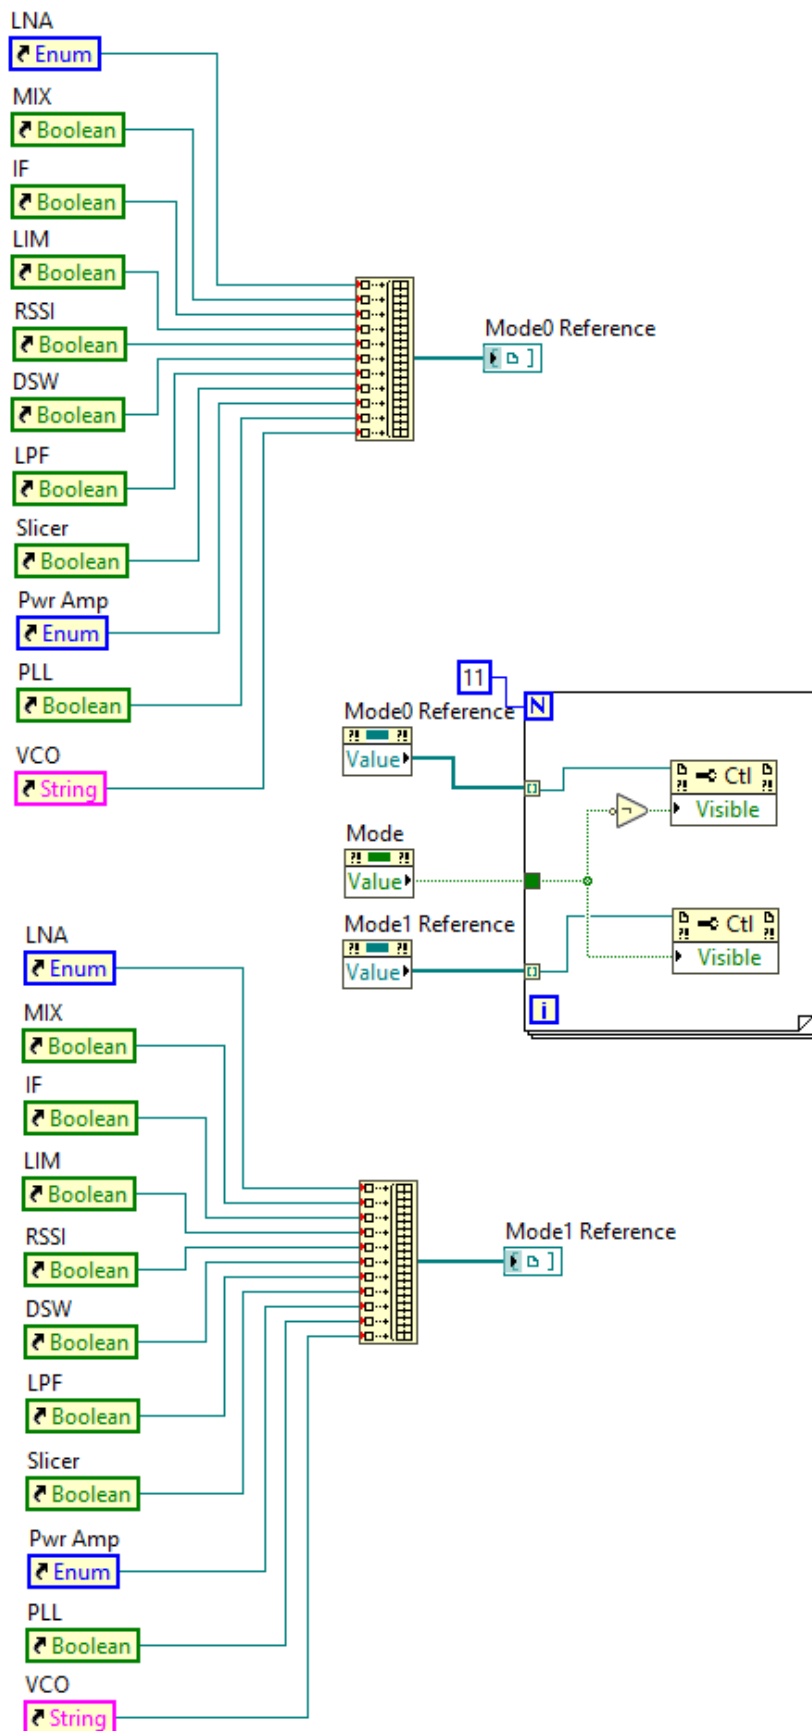 LNA
Enum
MIX
Boolean
IF
Boolean
LIM
Boolean
RSSI
Boolean
DSW
Boolean
LPF
Boolean
Slicer
Boolean
Pwr Amp
Enum
PLL
Boolean
VCO
String
Mode0 Reference
11
N
Mode0 Reference
?! ?!
Value
Ctl
?! ?!
Visible
Mode
?! ?!
Value
Mode1 Reference
?! ?!
Value
Ctl
?! ?!
Visible
i
LNA
Enum
MIX
Boolean
IF
Boolean
LIM
Boolean
RSSI
Boolean
DSW
Boolean
LPF
Boolean
Slicer
Boolean
Pwr Amp
Enum
PLL
Boolean
VCO
String
Mode1 Reference